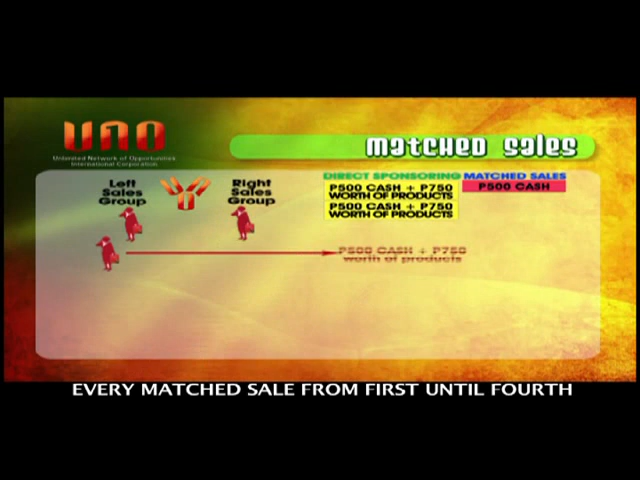 UNO
Unlimited Network of Opportunities
International Corporation
matched sales
Left
Sales
Group
Right
Sales
Group
DIRECT SPONSORING
P500 CASH + P750
WORTH OF PRODUCTS
P500 CASH + P750
WORTH OF PRODUCTS
MATCHED SALES
P500 CASH
P500 CASH + P750
worth of products
EVERY MATCHED SALE FROM FIRST UNTIL FOURTH